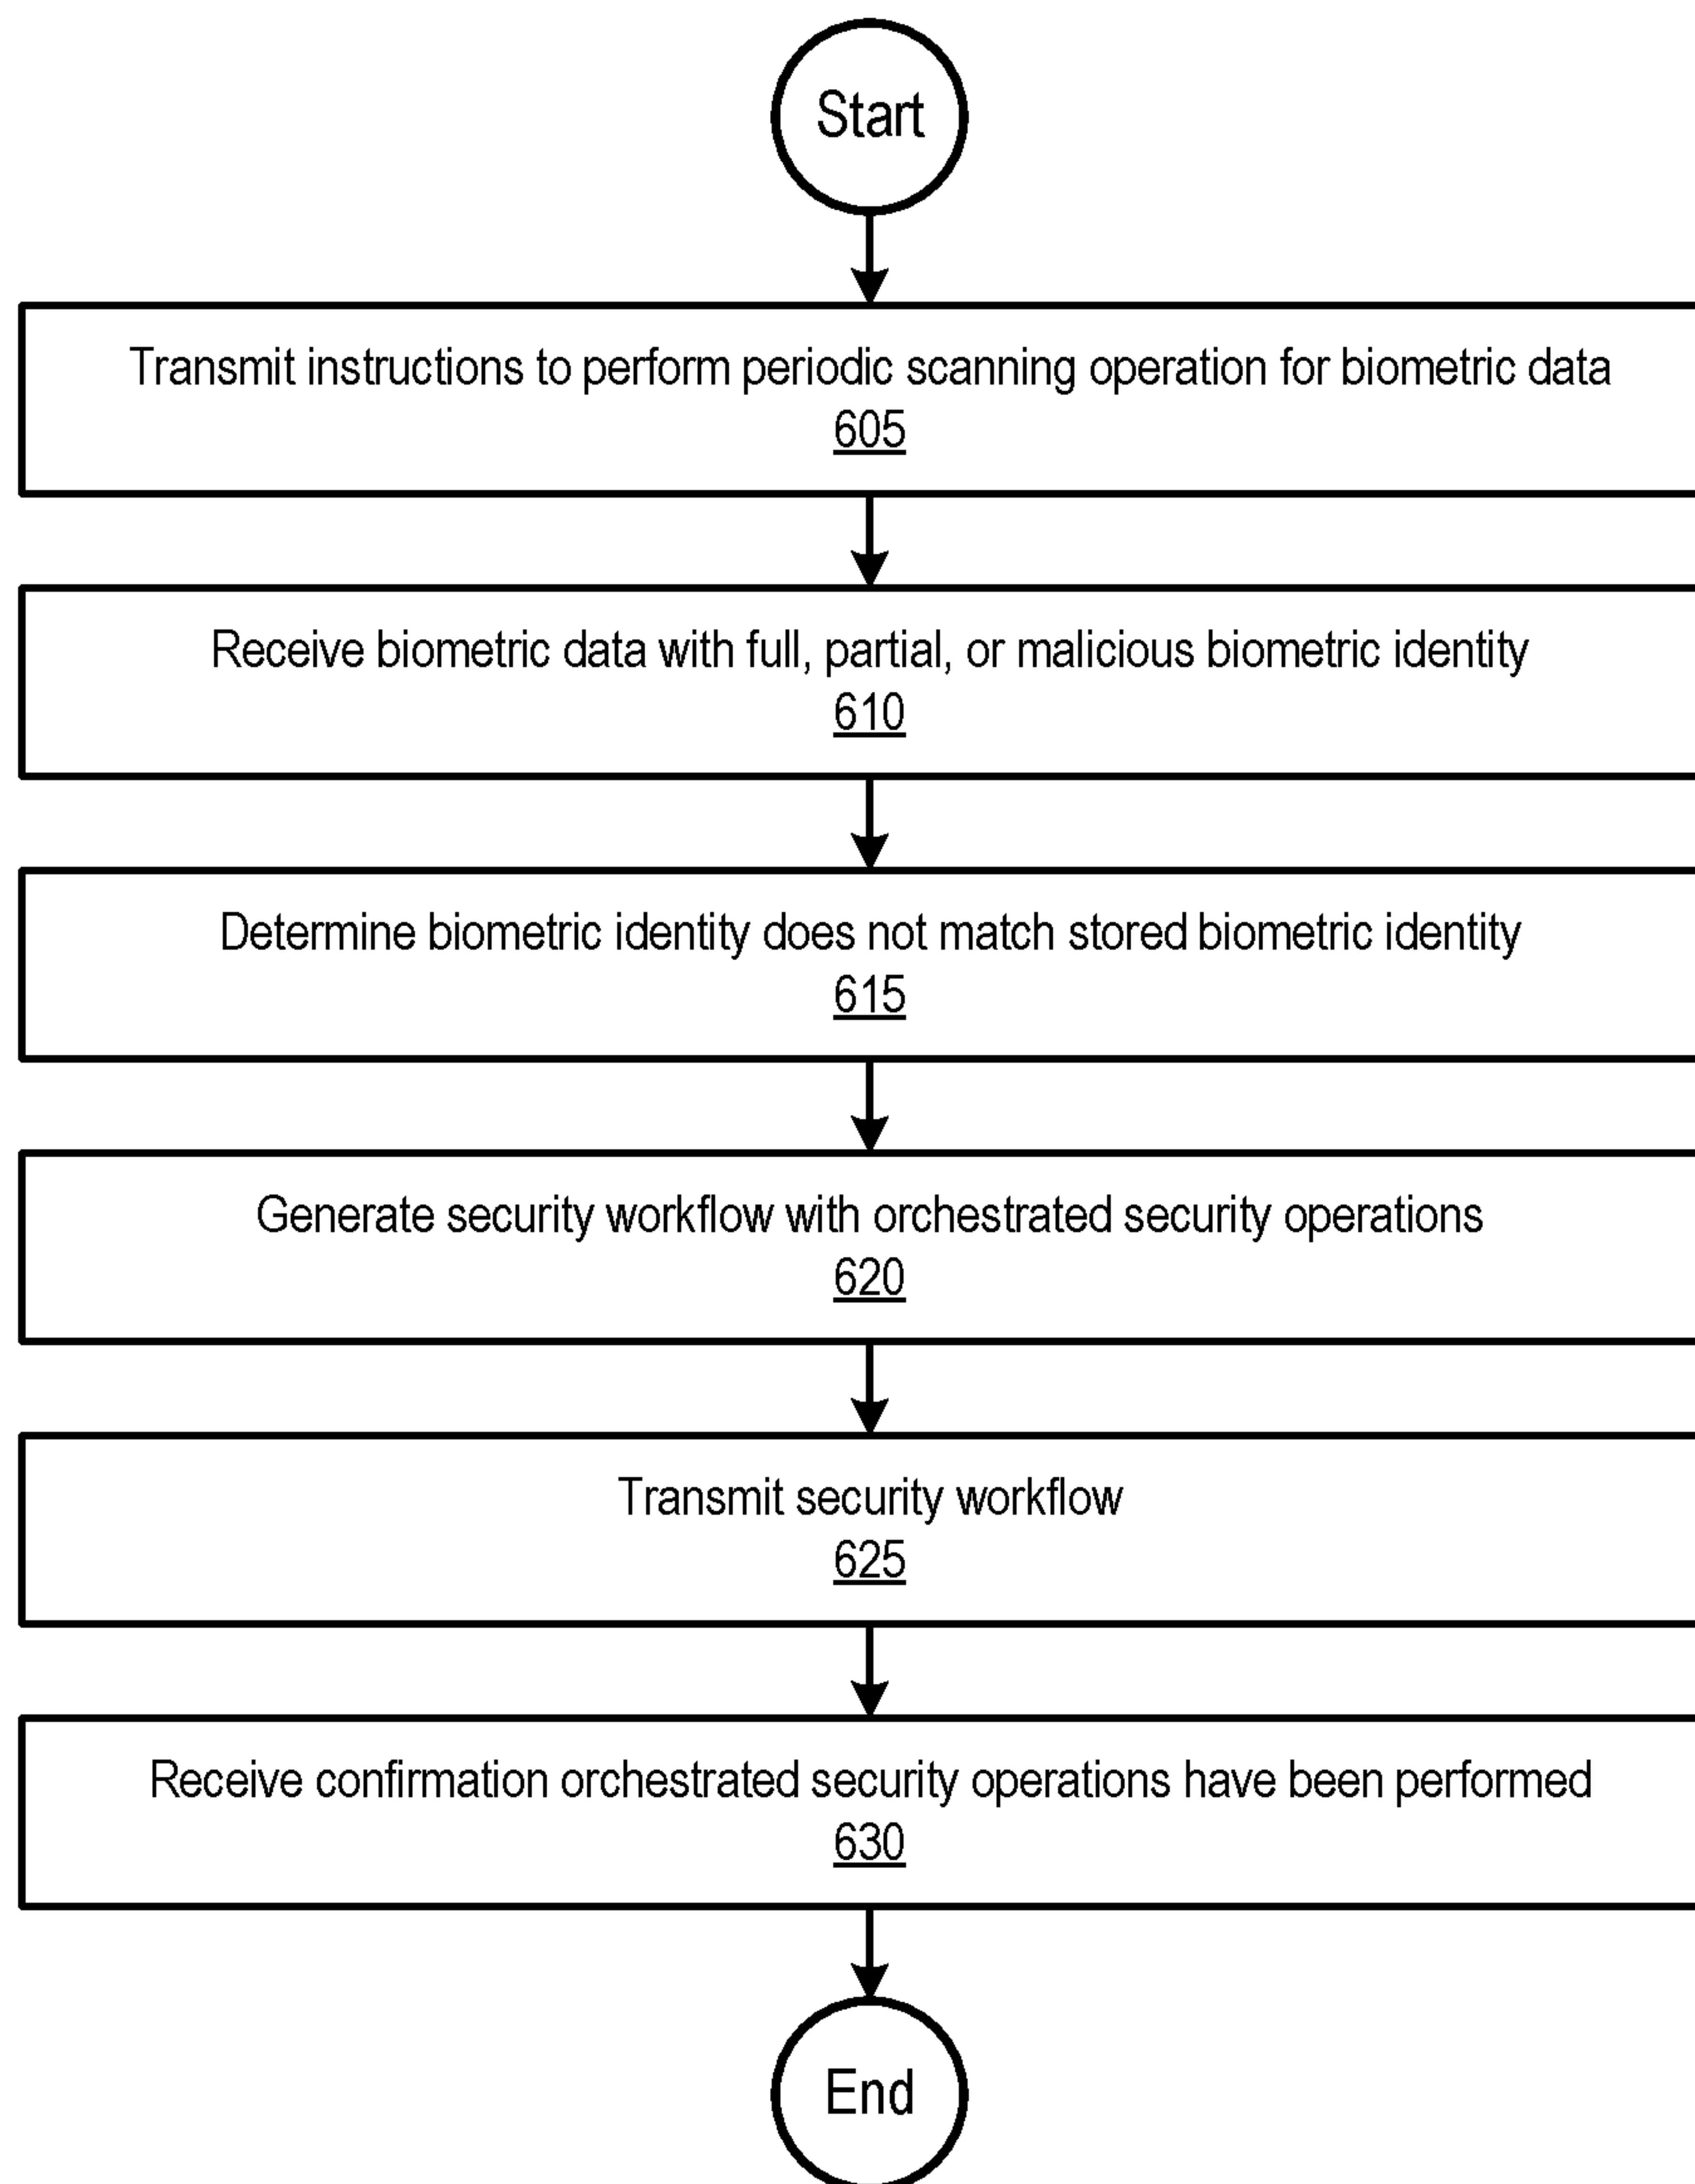 Start
Transmit instructions to perform periodic scanning operation for biometric data
605
Receive biometric data with full, partial, or malicious biometric identity
610
Determine biometric identity does not match stored biometric identity
615
Generate security workflow with orchestrated security operations
620
Transmit security workflow
625
Receive confirmation orchestrated security operations have been performed
630
End